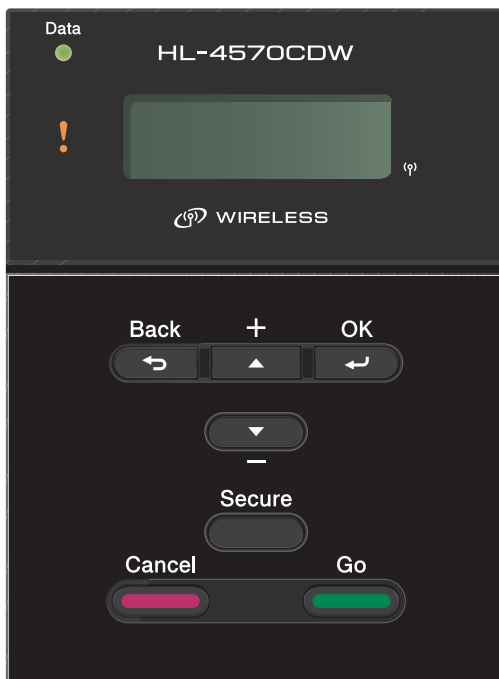 Data
HL-4570CDW
WIRELESS
Back + OK
−
Secure
Cancel Go